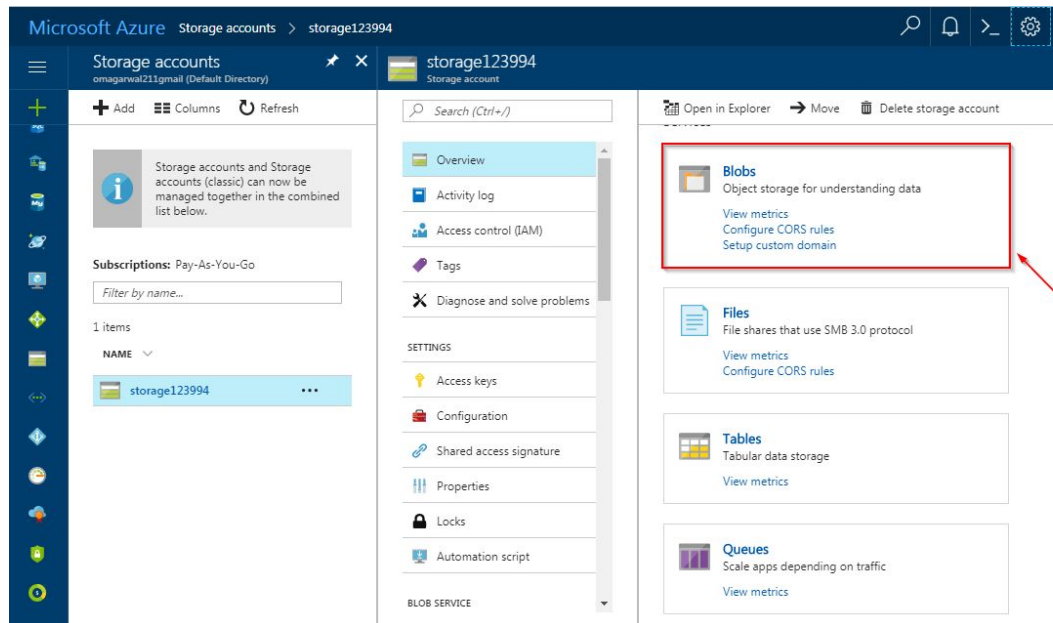 Microsoft Azure Storage accounts > storage123994
Storage accounts
omagarwal211gmail (Default Directory)
Add Columns Refresh
Storage accounts and Storage
accounts (classic) can now be
managed together in the combined
list below.
Subscriptions: Pay-As-You-Go
Filter by name...
1 items
NAME
storage123994
storage123994
Storage account
Search (Ctrl+/)
Overview
Activity log
Access control (IAM)
Tags
Diagnose and solve problems
SETTINGS
Access keys
Configuration
Shared access signature
Properties
Locks
Automation script
BLOB SERVICE
Open in Explorer Move Delete storage account
Services
Blobs
Object storage for understanding data
View metrics
Configure CORS rules
Setup custom domain
Files
File shares that use SMB 3.0 protocol
View metrics
Configure CORS rules
Tables
Tabular data storage
View metrics
Queues
Scale apps depending on traffic
View metrics